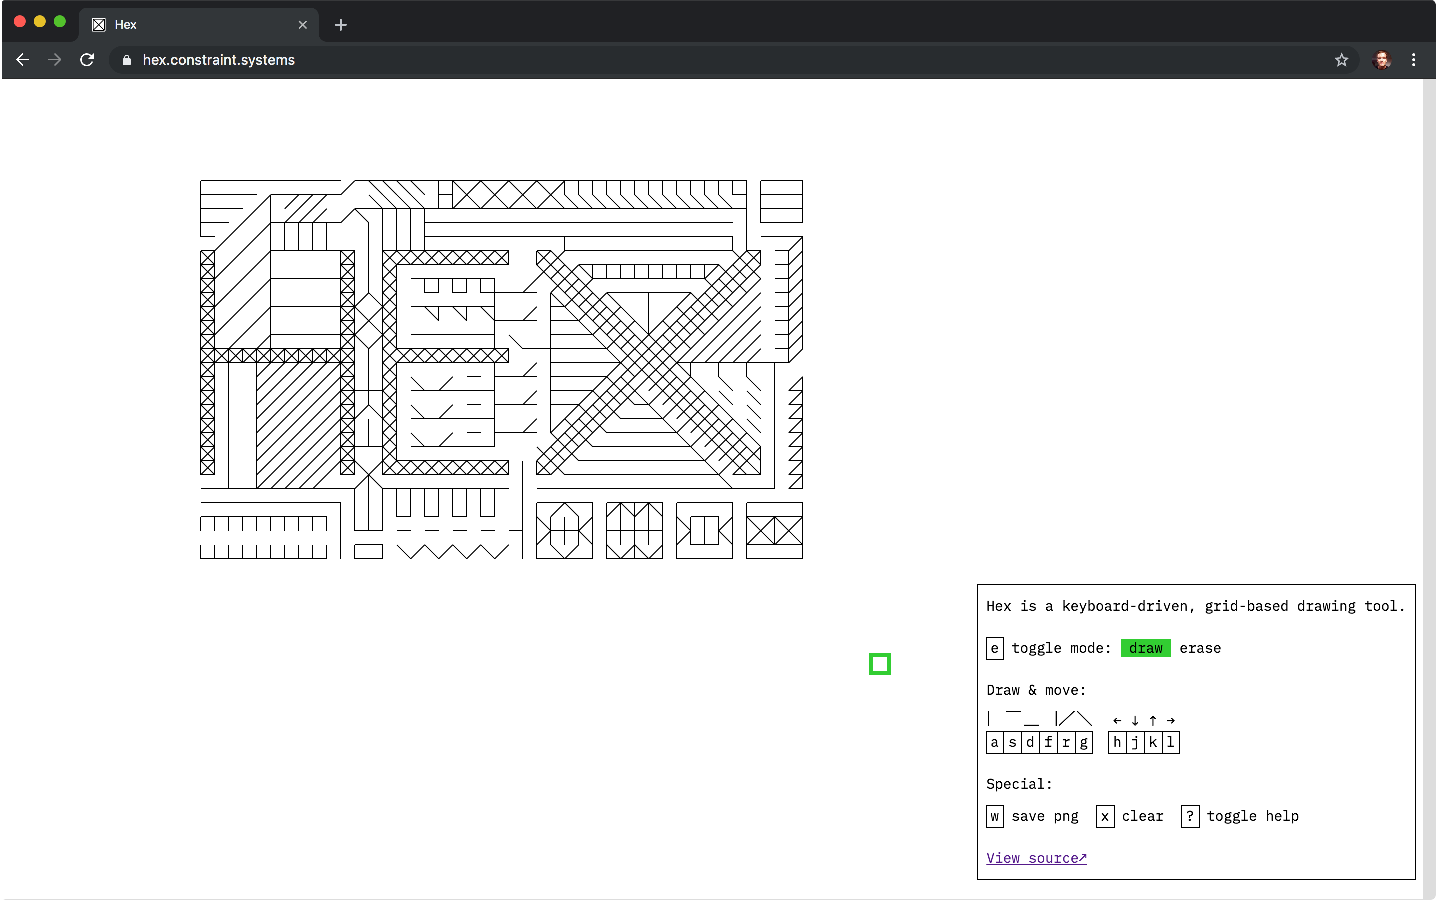 Hex
hex.constraint.systems
Hex is a keyboard-driven, grid-based drawing tool.
e toggle mode: draw erase
Draw & move:
← ↓ ↑ →
a s d f r g h j k l
Special:
w save png x clear ? toggle help
View source↗